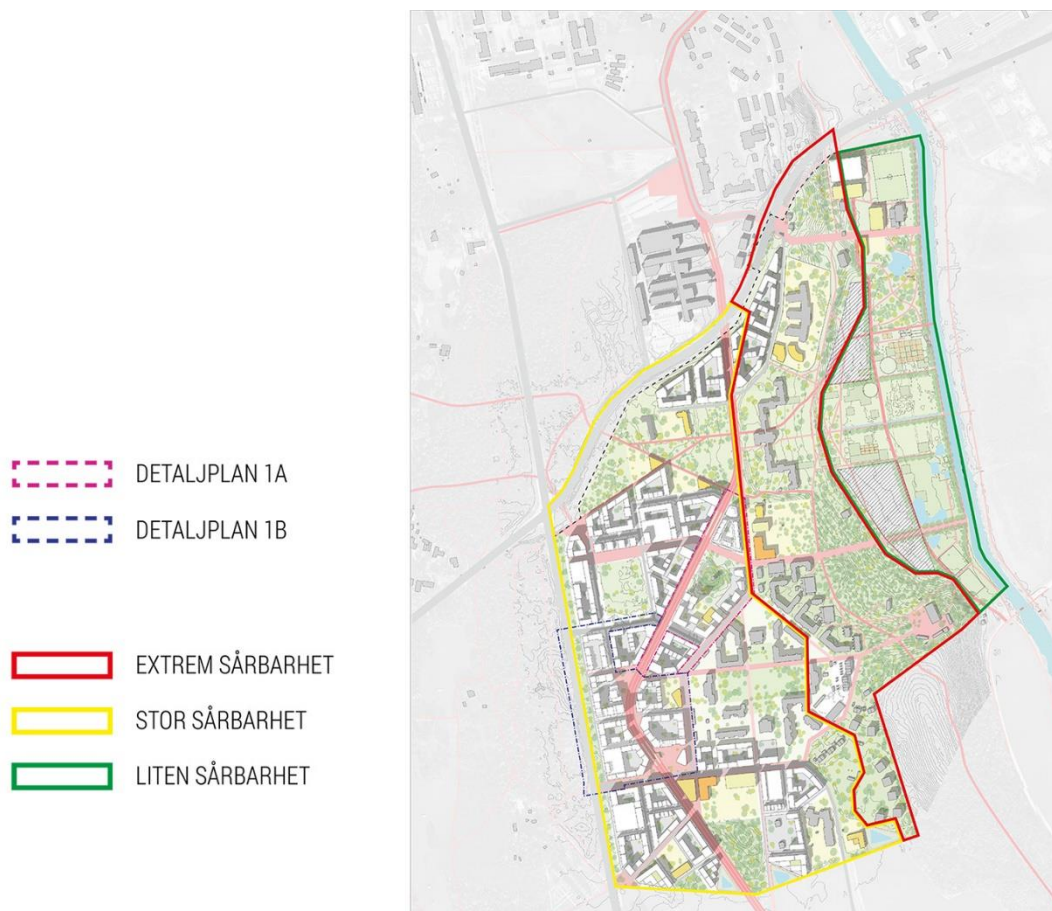 DETALJPLAN 1A
DETALJPLAN 1B
EXTREM SÅRBARHET
STOR SÅRBARHET
LITEN SÅRBARHET